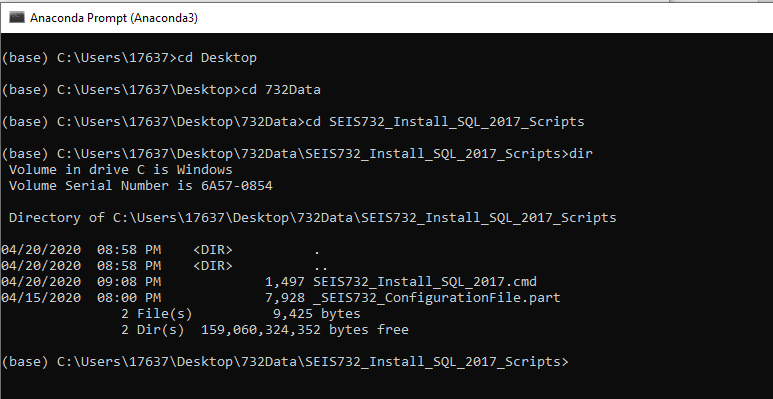 Anaconda Prompt (Anaconda3)
(base) C:\Users\17637>cd Desktop
(base) C:\Users\17637\Desktop>cd 732Data
(base) C:\Users\17637\Desktop\732Data>cd SEIS732_Install_SQL_2017_Scripts
(base) C:\Users\17637\Desktop\732Data\SEIS732_Install_SQL_2017_Scripts>dir
Volume in drive C is Windows
Volume Serial Number is 6A57-0854
Directory of C:\Users\17637\Desktop\732Data\SEIS732_Install_SQL_2017_Scripts
04/20/2020  08:58 PM    <DIR>          .
04/20/2020  08:58 PM    <DIR>          ..
04/20/2020  09:08 PM             1,497 SEIS732_Install_SQL_2017.cmd
04/15/2020  08:00 PM             7,928 _SEIS732_ConfigurationFile.part
2 File(s)          9,425 bytes
2 Dir(s)  159,060,324,352 bytes free
(base) C:\Users\17637\Desktop\732Data\SEIS732_Install_SQL_2017_Scripts>